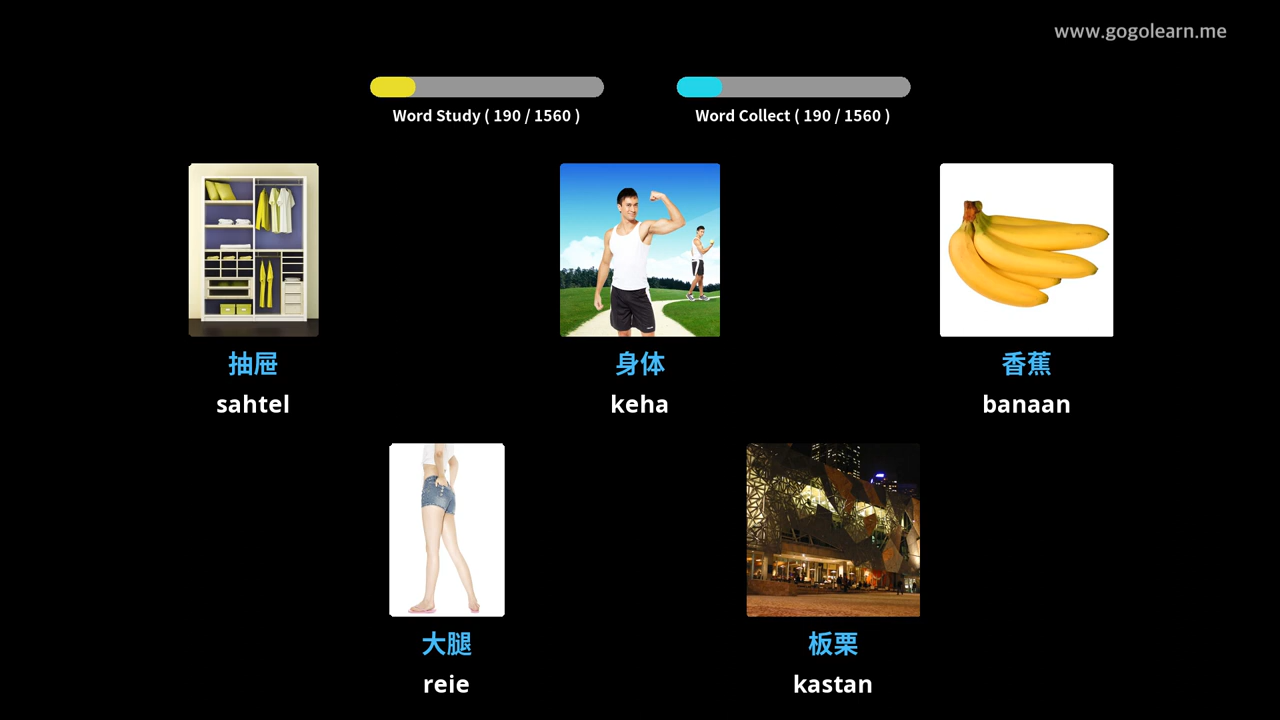 www.gogolearn.me
Word Study ( 190 / 1560 )
Word Collect ( 190 / 1560 )
抽屉
sahtel
身体
keha
香蕉
banaan
大腿
reie
板栗
kastan